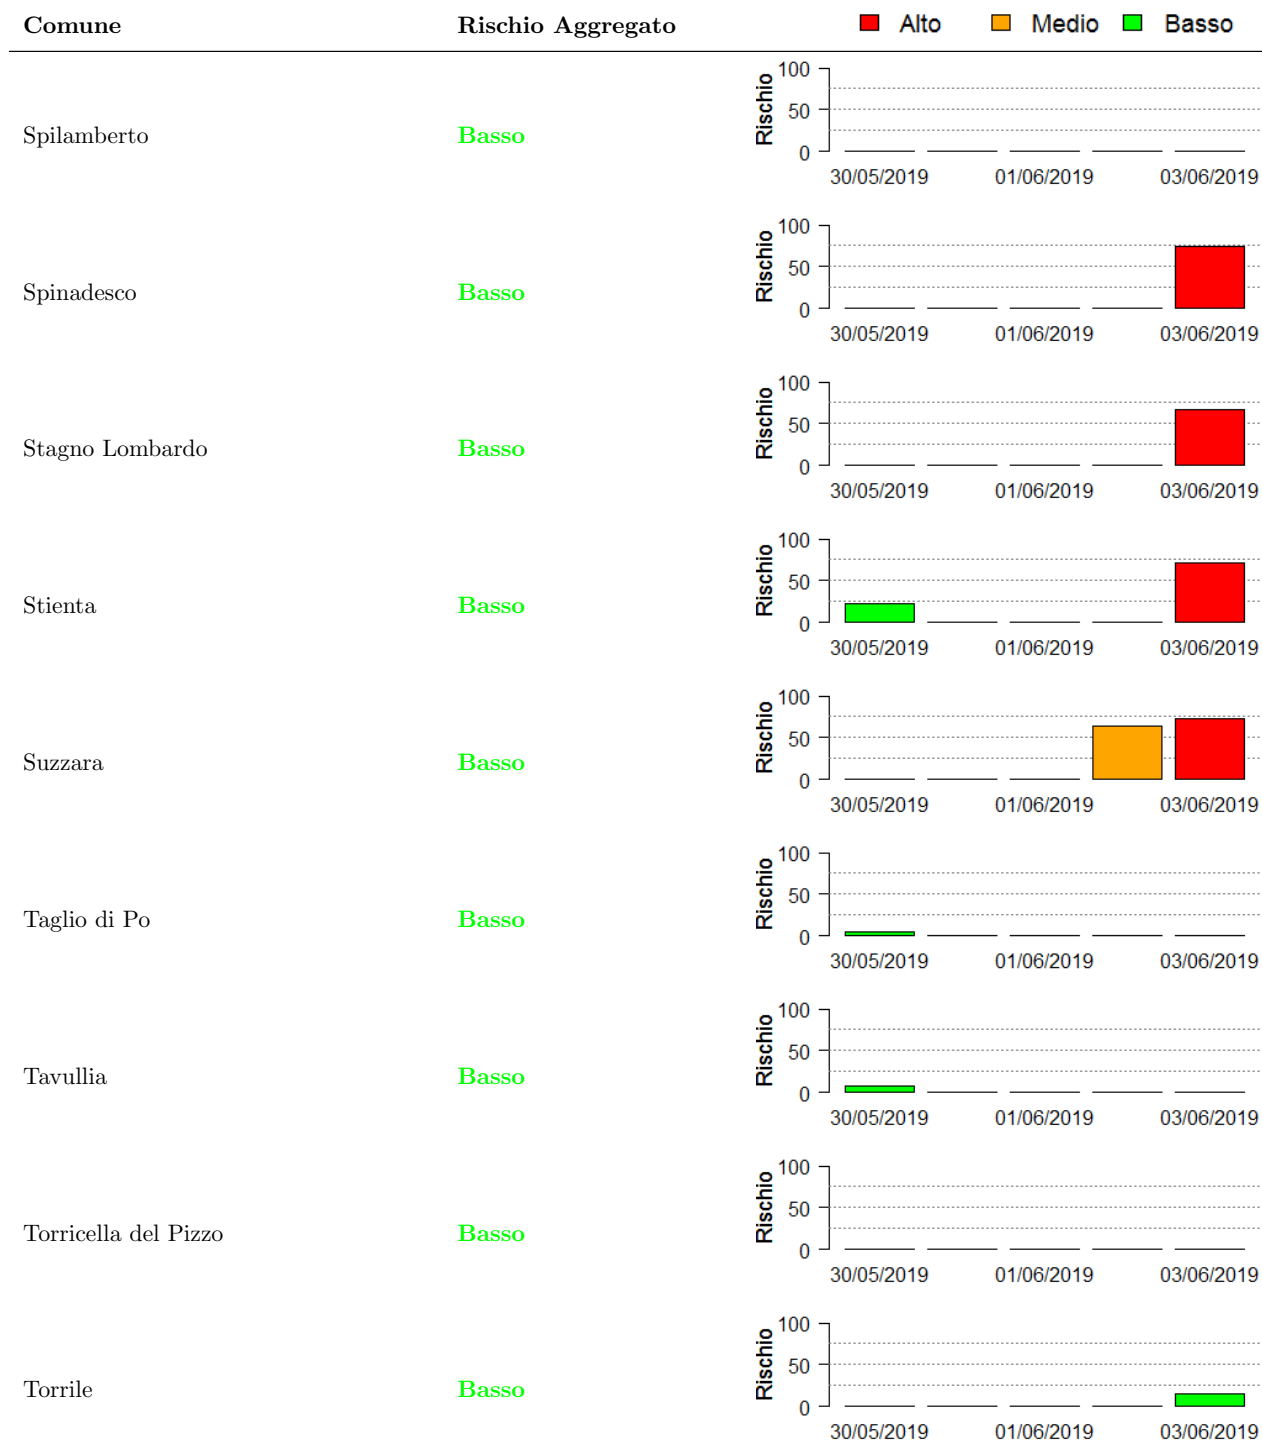 Comune Rischio Aggregato Alto Medio Basso
100
50
0
Rischio
Spilamberto Basso
30/05/2019 01/06/2019 03/06/2019
100
50
0
Rischio
Spinadesco Basso
30/05/2019 01/06/2019 03/06/2019
100
50
0
Rischio
Stagno Lombardo Basso
30/05/2019 01/06/2019 03/06/2019
100
50
0
Rischio
Stienta Basso
30/05/2019 01/06/2019 03/06/2019
100
50
0
Rischio
Suzzara Basso
30/05/2019 01/06/2019 03/06/2019
100
50
0
Rischio
Taglio di Po Basso
30/05/2019 01/06/2019 03/06/2019
100
50
0
Rischio
Tavullia Basso
30/05/2019 01/06/2019 03/06/2019
100
50
0
Rischio
Torricella del Pizzo Basso
30/05/2019 01/06/2019 03/06/2019
100
50
0
Rischio
Torrile Basso
30/05/2019 01/06/2019 03/06/2019